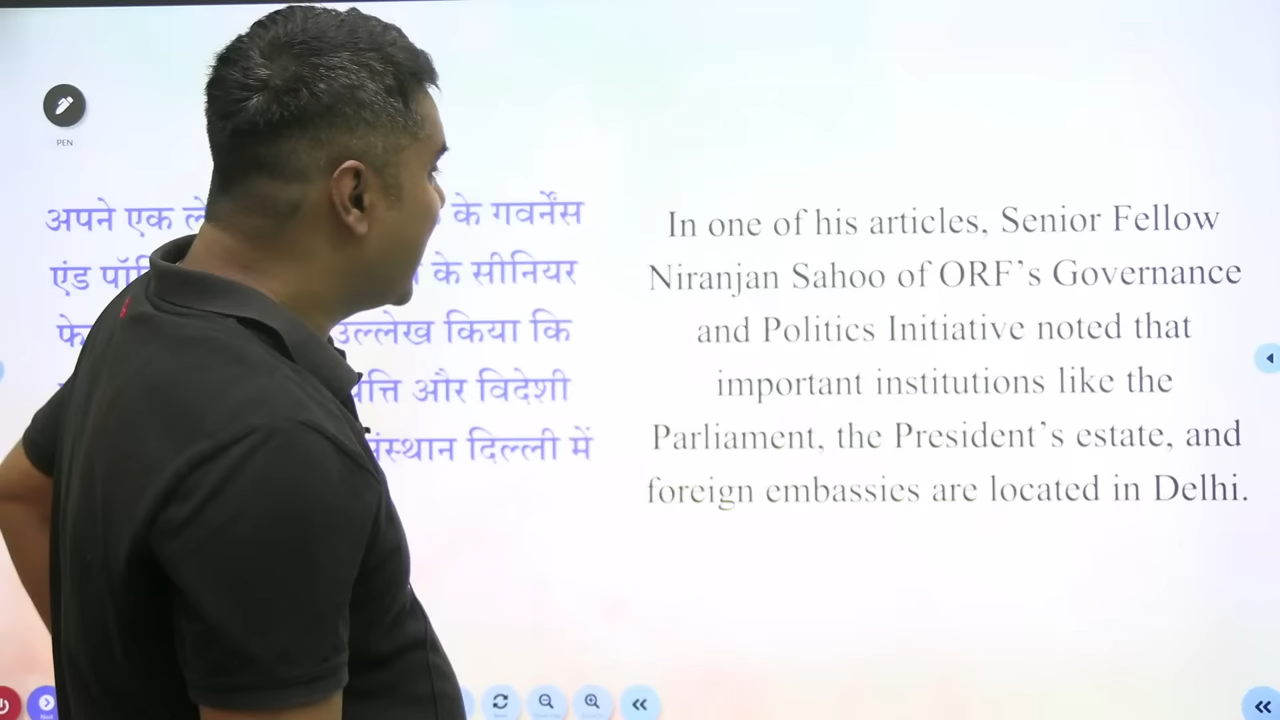 PEN
अपने एक
के गवर्नेंस
एंड
के सीनियर
उल्लेख किया कि
और विदेशी
दिल्ली में
In one of his articles, Senior Fellow
Niranjan Sahoo of ORF's Governance
and Politics Initiative noted that
important institutions like the
Parliament, the President's estate, and
foreign embassies are located in Delhi.